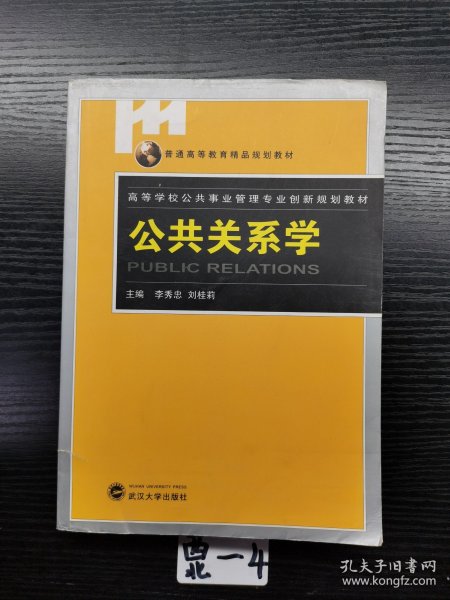 普通高等教育精品规划教材
高等学校公共事业管理专业创新规划教材
公共关系学
PUBLIC RELATIONS
主编 李秀忠 刘桂莉
WUHAN UNIVERSITY PRESS
武汉大学出版社
西北 一4
孔夫子旧书网
www.kongfz.com